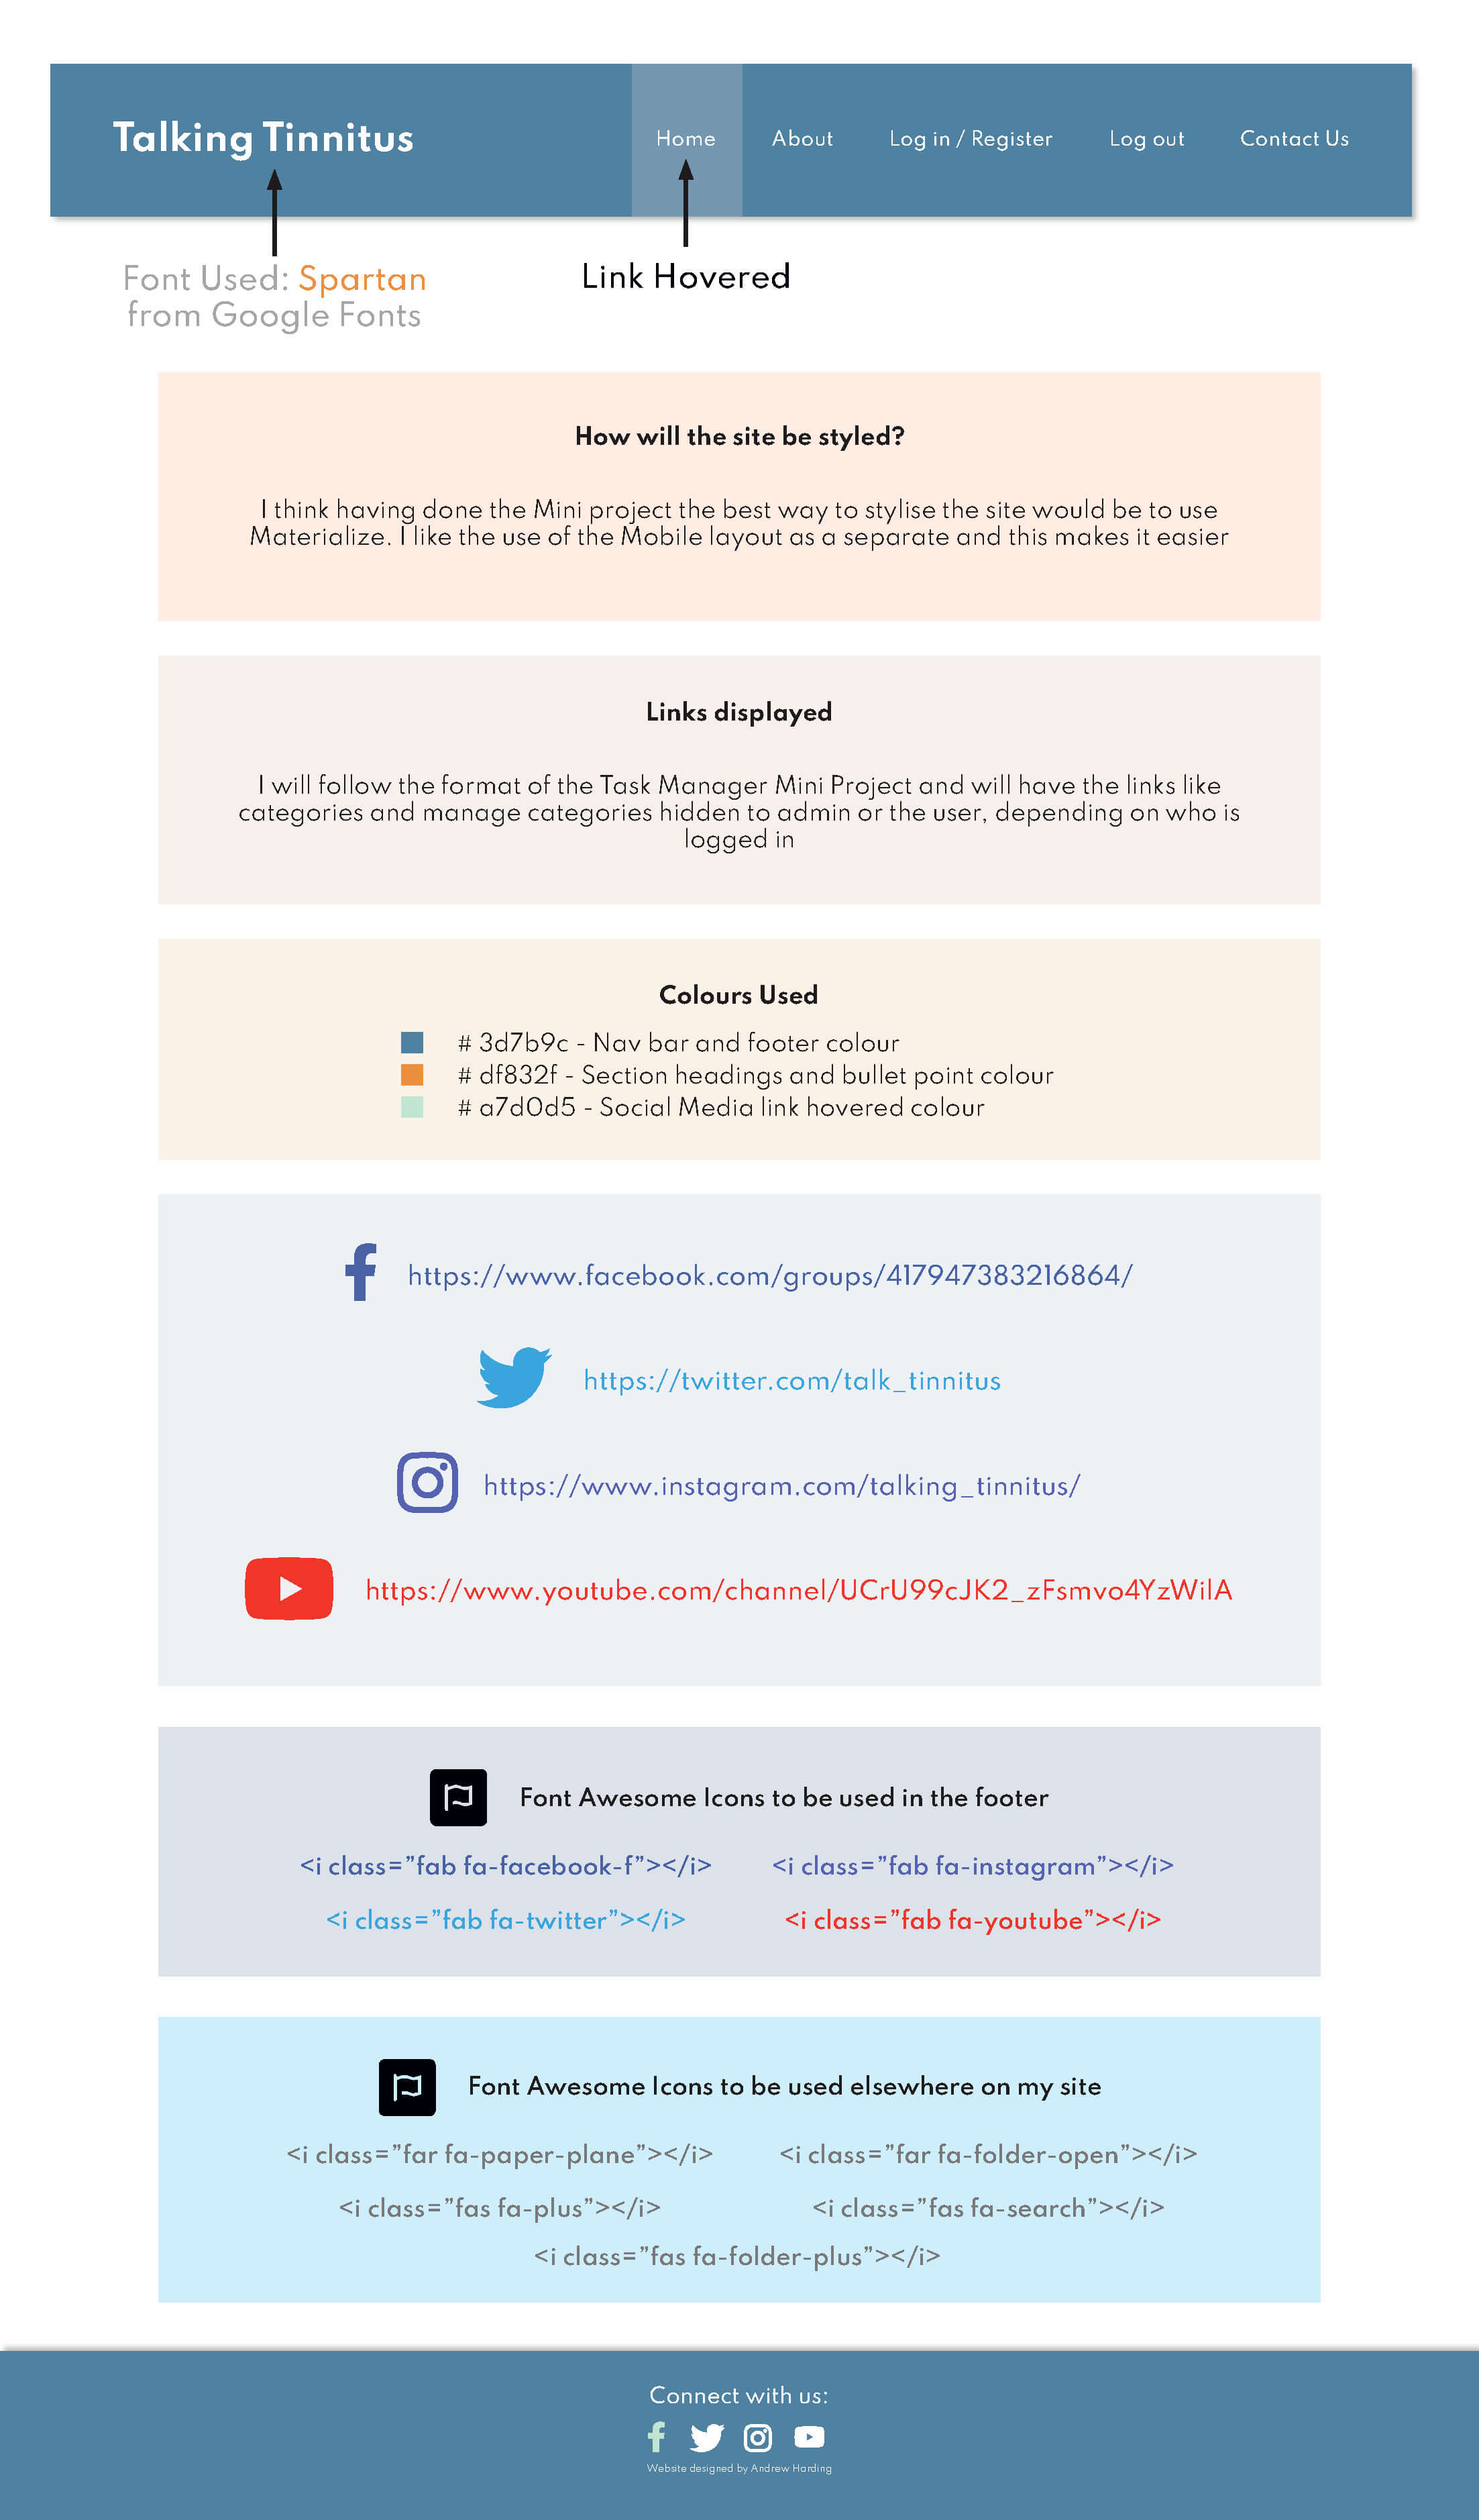 Talking Tinnitus
Home
About
Log in / Register
Log out
Contact Us
Font Used: Spartan
from Google Fonts
Link Hovered
How will the site be styled?
I think having done the Mini project the best way to stylise the site would be to use
Materialize. I like the use of the Mobile layout as a separate and this makes it easier
Links displayed
I will follow the format of the Task Manager Mini Project and will have the links like
categories and manage categories hidden to admin or the user, depending on who is
logged in
Colours Used
# 3d7b9c - Nav bar and footer colour
# df832f - Section headings and bullet point colour
# a7d0d5 - Social Media link hovered colour
https://www.facebook.com/groups/417947383216864/
https://twitter.com/talk_tinnitus
https://www.instagram.com/talking_tinnitus/
https://www.youtube.com/channel/UCrU99cJK2_zFsmvo4YzWilA
Font Awesome Icons to be used in the footer
<i class=”fab fa-facebook-f”></i>
<i class=”fab fa-instagram”></i>
<i class=”fab fa-twitter”></i>
<i class=”fab fa-youtube”></i>
Font Awesome Icons to be used elsewhere on my site
<i class=”far fa-paper-plane”></i>
<i class=”far fa-folder-open”></i>
<i class=”fas fa-plus”></i>
<i class=”fas fa-search”></i>
<i class=”fas fa-folder-plus”></i>
Connect with us:
Website designed by Andrew Harding